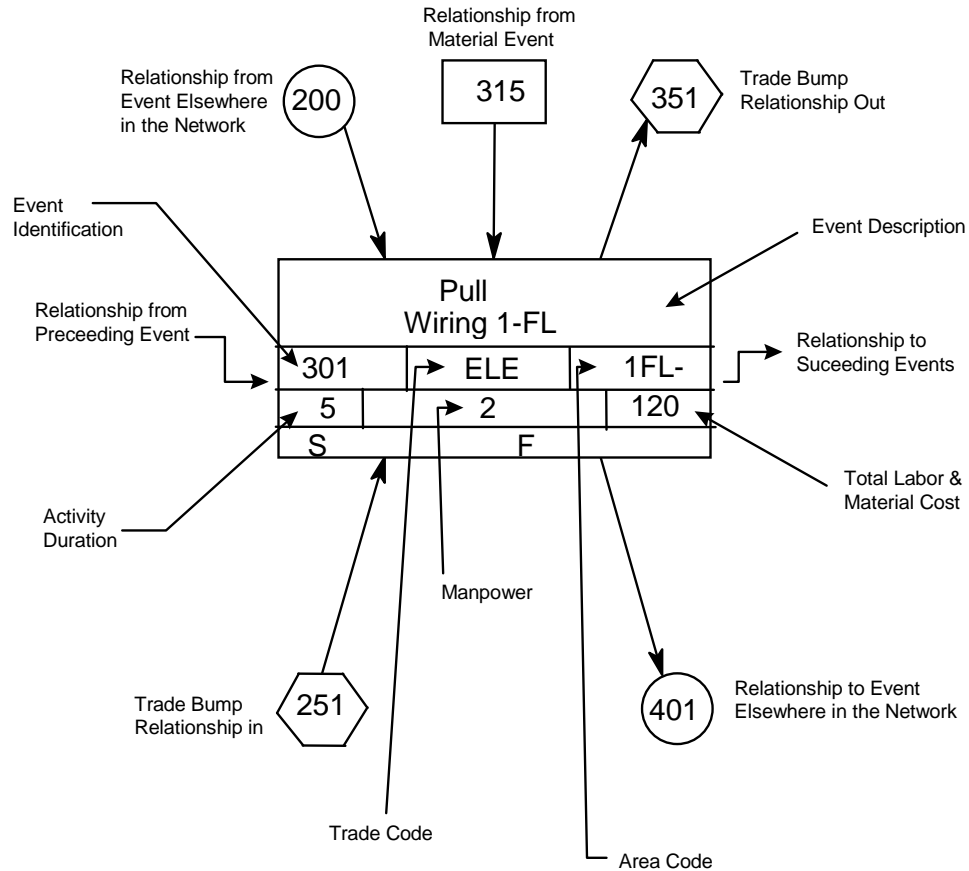 Relationship from
Material Event
315
Relationship from
Event Elsewhere
in the Network
200
351
Trade Bump
Relationship Out
Event
Identification
Event Description
Pull
Wiring 1-FL
Relationship from
Preceeding Event
301
ELE
1FL-
Relationship to
Suceeding Events
5
2
120
S
F
Total Labor &
Material Cost
Activity
Duration
Manpower
Trade Bump
Relationship in
251
401
Relationship to Event
Elsewhere in the Network
Trade Code
Area Code